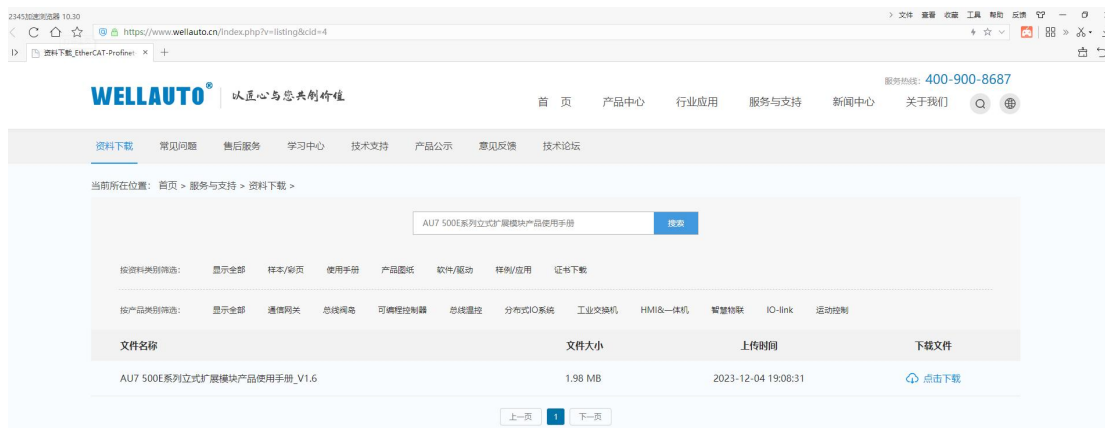 2345加速浏览器 10.30
文件 查看 收藏 工具 帮助 反馈
https://www.wellauto.cn/index.php?v=listing&cid=4
资料下载_EtherCAT-Profinet
服务热线: 400-900-8687
WELLAUTO® 以匠心与您共创价值
首 页 产品中心 行业应用 服务与支持 新闻中心 关于我们
资料下载 常见问题 售后服务 学习中心 技术支持 产品公示 意见反馈 技术论坛
当前所在位置: 首页 > 服务与支持 > 资料下载 >
AU7 500E系列立式扩展模块产品使用手册 搜索
按资料类别筛选: 显示全部 样本/彩页 使用手册 产品图纸 软件/驱动 样例/应用 证书下载
按产品类别筛选: 显示全部 通信网关 总线阀岛 可编程控制器 总线温控 分布式IO系统 工业交换机 HMI&一体机 智慧物联 IO-link 运动控制
文件名称 文件大小 上传时间 下载文件
AU7 500E系列立式扩展模块产品使用手册_V1.6 1.98 MB 2023-12-04 19:08:31 点击下载
上一页 1 下一页